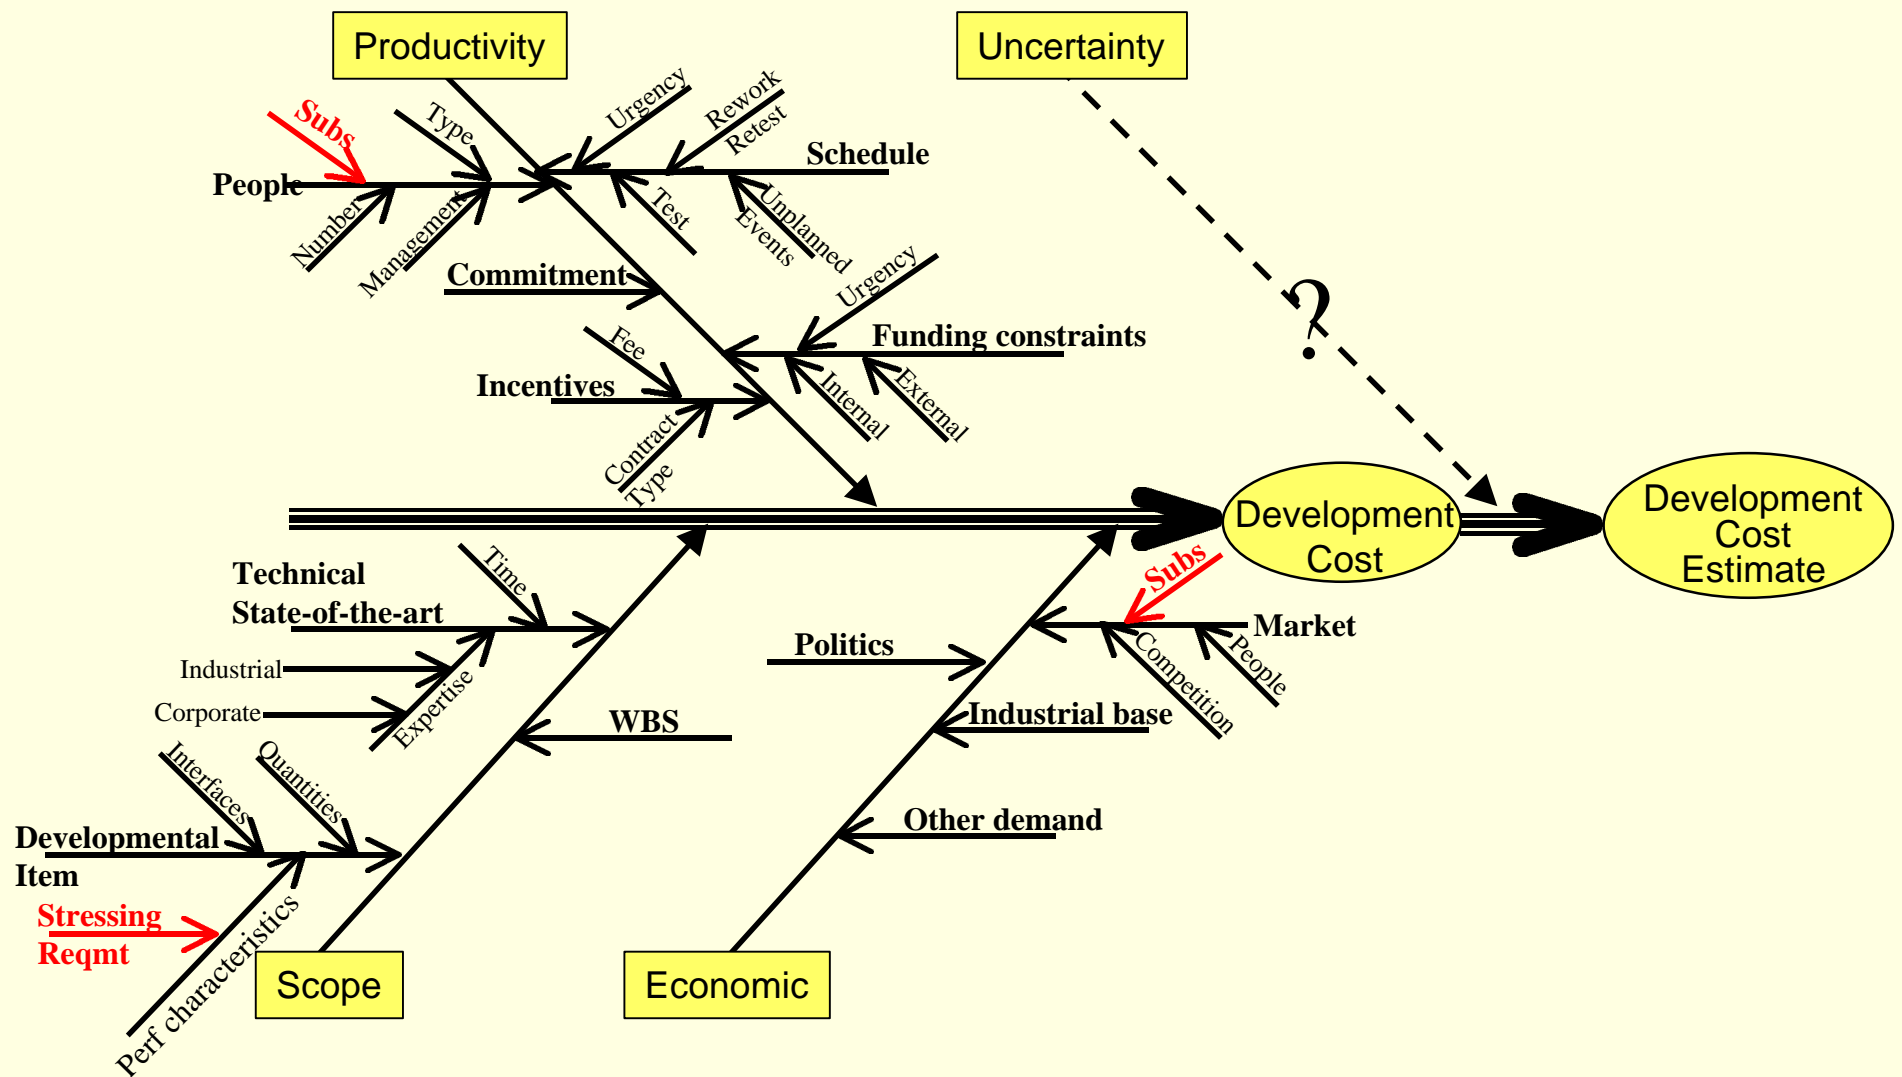 Productivity
Uncertainty
Subs
Type
Urgency
Rework
Retest
Schedule
People
Number
Management
Test
Unplanned
Events
Commitment
Urgency
Funding constraints
Fee
Incentives
Internal
External
Contract
Type
?
Development
Cost
Development
Cost
Estimate
Technical
State-of-the-art
Time
Industrial
Corporate
Expertise
Subs
Market
Competition
People
Politics
WBS
Industrial base
Interfaces
Quantities
Developmental
Item
Other demand
Stressing
Reqmt
Perf characteristics
Scope
Economic